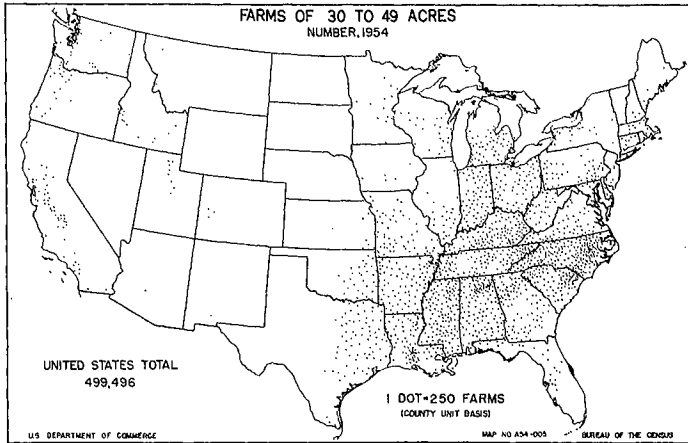 FARMS OF 30 TO 49 ACRES
NUMBER, 1954
UNITED STATES TOTAL
499,496
1 DOT=250 FARMS
(COUNTY UNIT BASIS)
U.S. DEPARTMENT OF COMMERCE
MAP NO. A54-005
BUREAU OF THE CENSUS